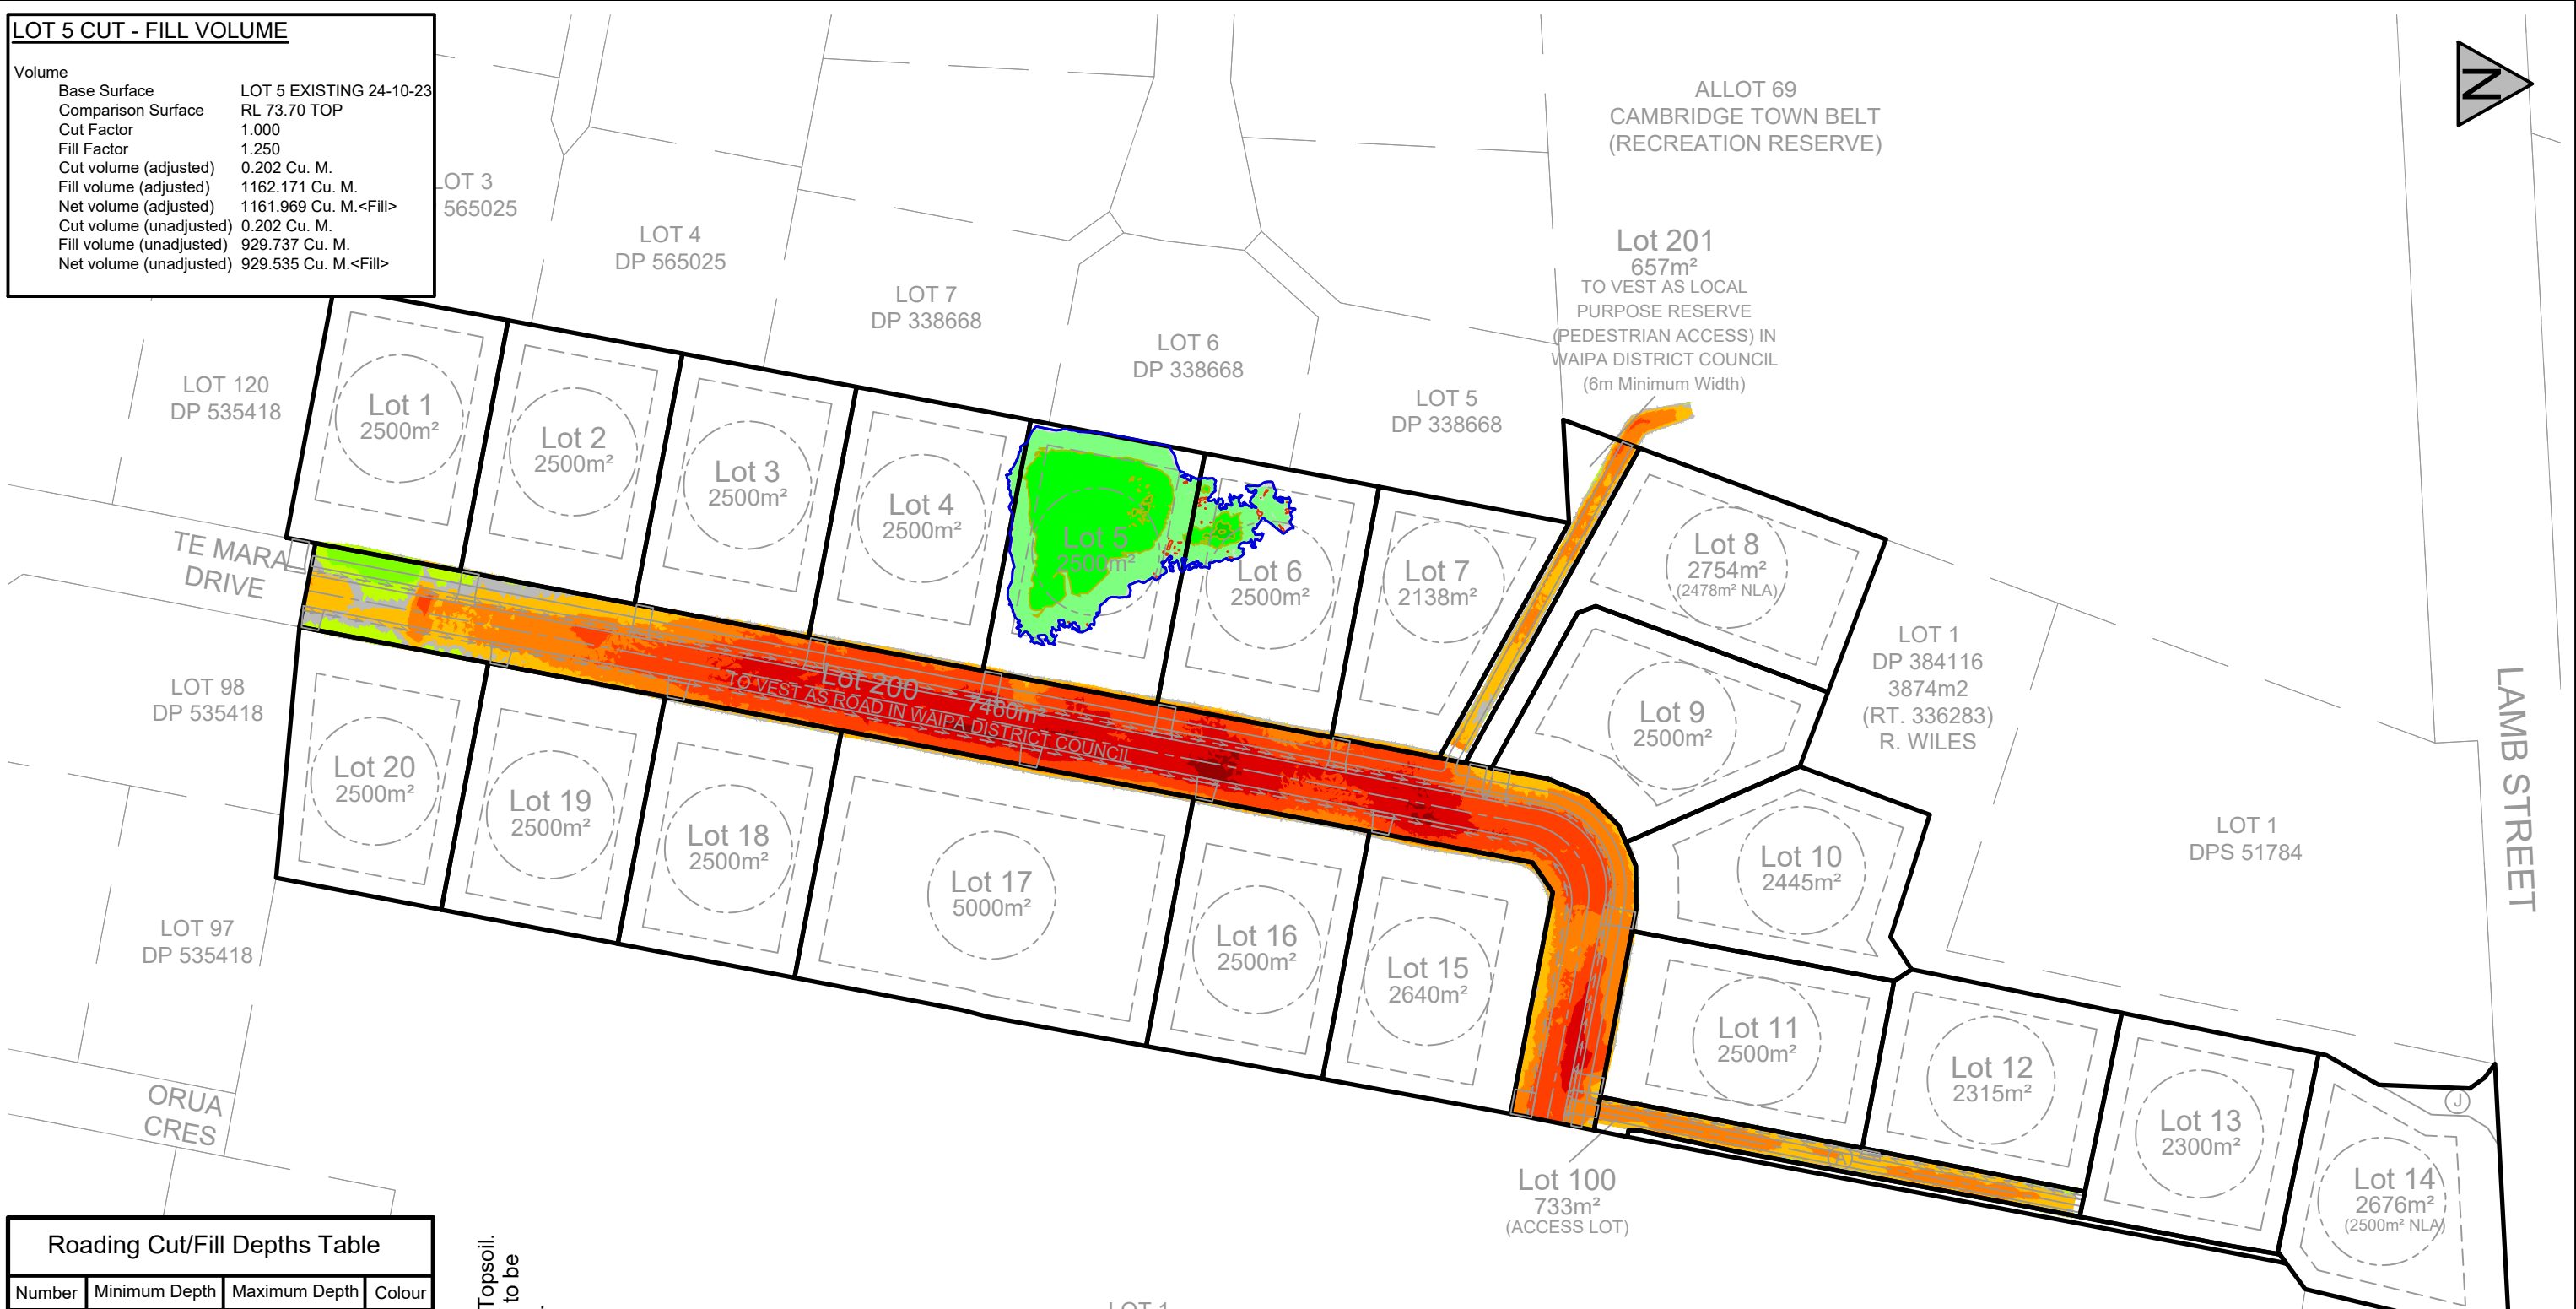 LOT 5 CUT - FILL VOLUME
Volume
Base Surface LOT 5 EXISTING 24-10-23
Comparison Surface RL 73.70 TOP
Cut Factor 1.000
Fill Factor 1.250
Cut volume (adjusted) 0.202 Cu. M.
Fill volume (adjusted) 1162.171 Cu. M.
Net volume (adjusted) 1161.969 Cu. M.<Fill>
Cut volume (unadjusted) 0.202 Cu. M.
Fill volume (unadjusted) 929.737 Cu. M.
Net volume (unadjusted) 929.535 Cu. M.<Fill>
N
ALLOT 69
CAMBRIDGE TOWN BELT
(RECREATION RESERVE)
LOT 3
565025
LOT 4
DP 565025
LOT 7
DP 338668
LOT 6
DP 338668
LOT 5
DP 338668
Lot 201
657m²
TO VEST AS LOCAL
PURPOSE RESERVE
(PEDESTRIAN ACCESS) IN
WAIPA DISTRICT COUNCIL
(6m Minimum Width)
LOT 120
DP 535418
Lot 1
2500m²
Lot 2
2500m²
Lot 3
2500m²
Lot 4
2500m²
Lot 5
2500m²
Lot 6
2500m²
Lot 7
2138m²
Lot 8
2754m²
(2478m² NLA)
Lot 9
2500m²
LOT 1
DP 384116
3874m2
(RT. 336283)
R. WILES
LAMB STREET
TE MARA
DRIVE
Lot 200
7460m²
TO VEST AS ROAD IN WAIPA DISTRICT COUNCIL
LOT 98
DP 535418
Lot 20
2500m²
Lot 19
2500m²
Lot 18
2500m²
Lot 17
5000m²
Lot 16
2500m²
Lot 15
2640m²
Lot 10
2445m²
LOT 1
DPS 51784
LOT 97
DP 535418
Lot 11
2500m²
Lot 12
2315m²
Lot 13
2300m²
Lot 14
2676m²
(2500m² NLA)
J
A
ORUA
CRES
Lot 100
733m²
(ACCESS LOT)
Roading Cut/Fill Depths Table
Number Minimum Depth Maximum Depth Colour
Topsoil.
to be